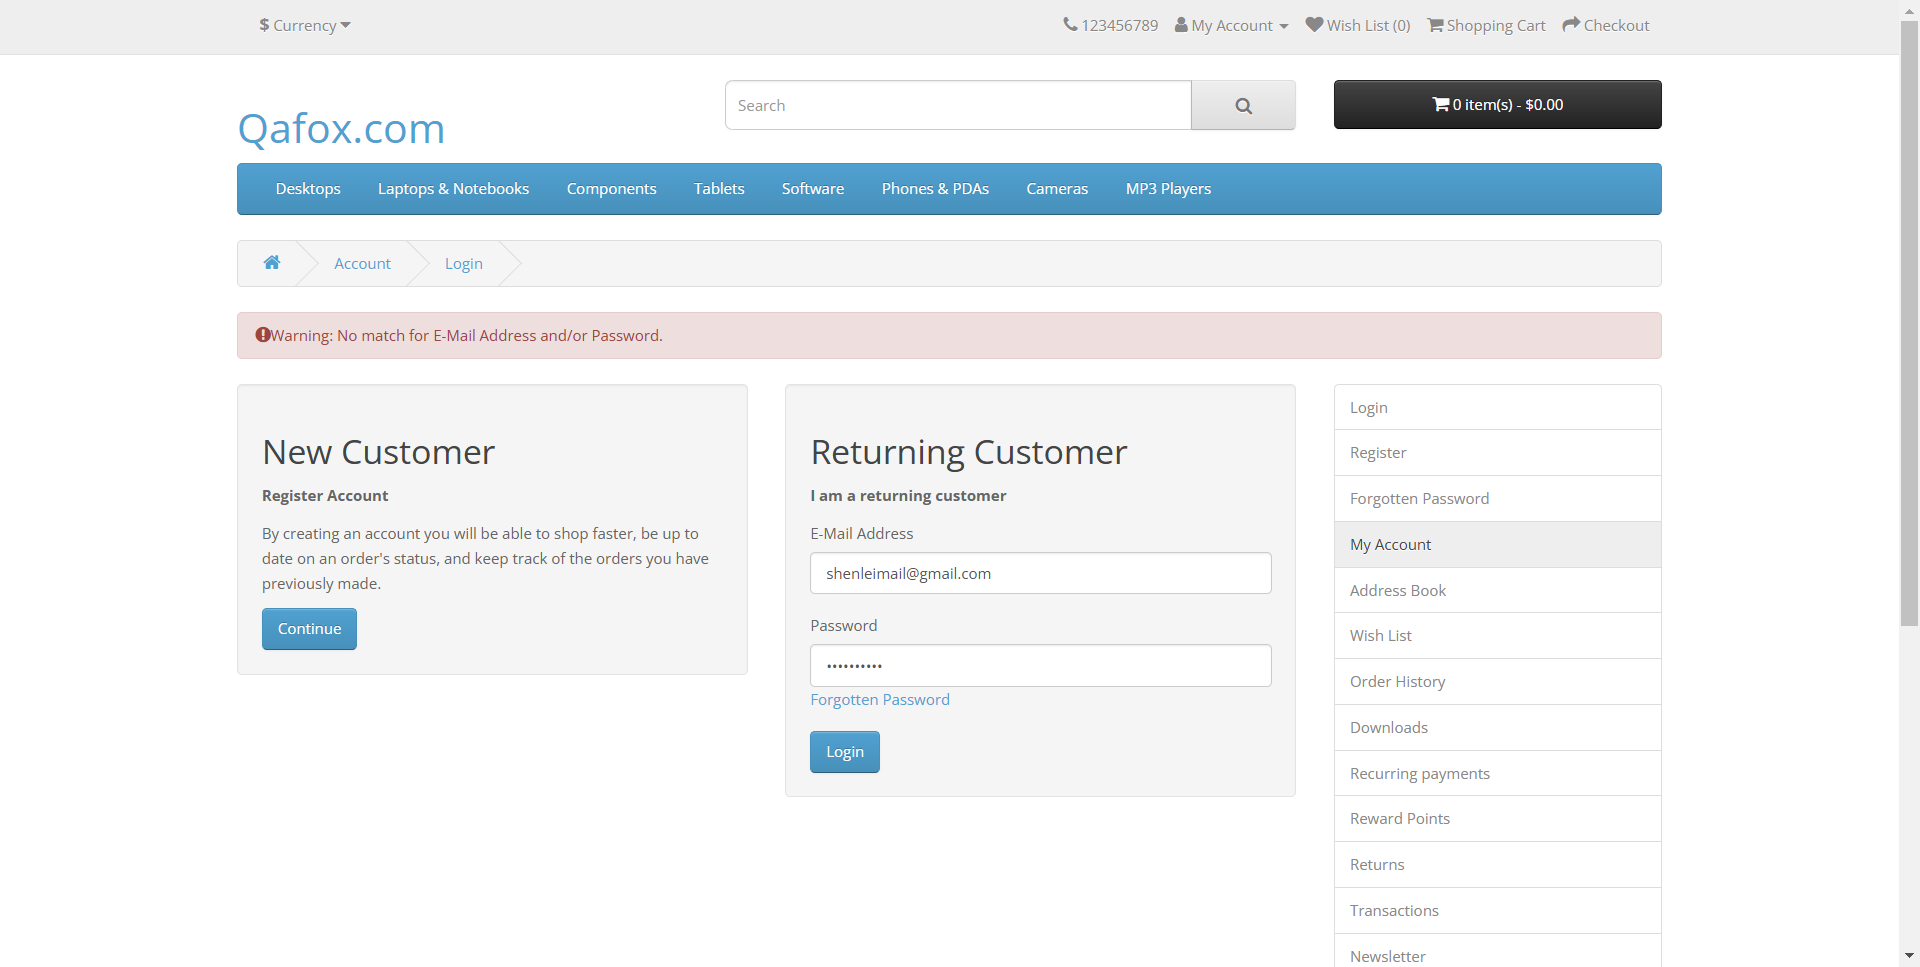 $ Currency
123456789 My Account Wish List (0) Shopping Cart Checkout
Search
0 item(s) - $0.00
Qafox.com
Desktops Laptops & Notebooks Components Tablets Software Phones & PDAs Cameras MP3 Players
Account Login
Warning: No match for E-Mail Address and/or Password.
New Customer
Register Account
By creating an account you will be able to shop faster, be up to
date on an order's status, and keep track of the orders you have
previously made.
Continue
Returning Customer
I am a returning customer
E-Mail Address
shenleimail@gmail.com
Password
••••••••••
Forgotten Password
Login
Login
Register
Forgotten Password
My Account
Address Book
Wish List
Order History
Downloads
Recurring payments
Reward Points
Returns
Transactions
Newsletter